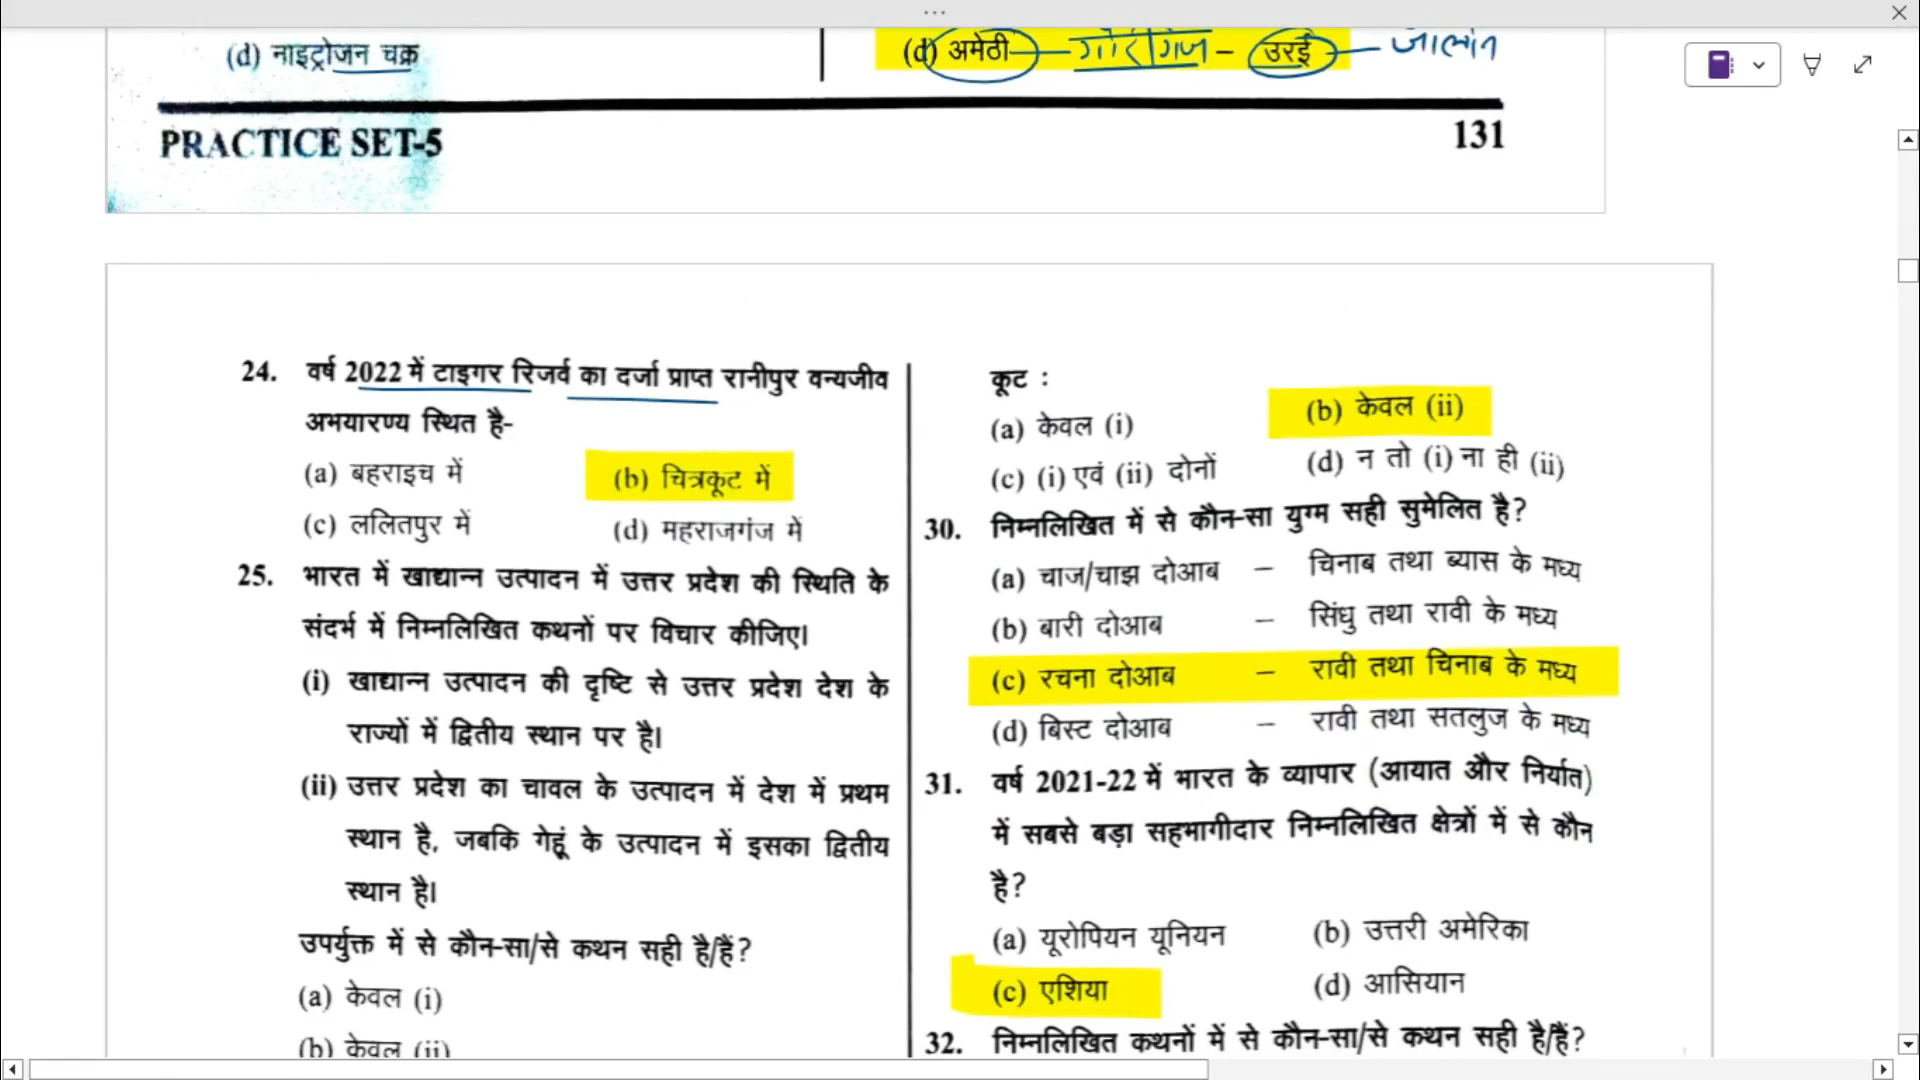 (d) नाइट्रोजन चक्र
(d) अमेठी — गौरीगंज – उरई — जालौन
PRACTICE SET-5
131
24. वर्ष 2022 में टाइगर रिजर्व का दर्जा प्राप्त रानीपुर वन्यजीव
अभयारण्य स्थित है-
(a) बहराइच में (b) चित्रकूट में
(c) ललितपुर में (d) महराजगंज में
25. भारत में खाद्यान्न उत्पादन में उत्तर प्रदेश की स्थिति के
संदर्भ में निम्नलिखित कथनों पर विचार कीजिए।
(i) खाद्यान्न उत्पादन की दृष्टि से उत्तर प्रदेश देश के
राज्यों में द्वितीय स्थान पर है।
(ii) उत्तर प्रदेश का चावल के उत्पादन में देश में प्रथम
स्थान है, जबकि गेहूं के उत्पादन में इसका द्वितीय
स्थान है।
उपर्युक्त में से कौन-सा/से कथन सही है/हैं?
(a) केवल (i)
(b) केवल (ii)
कूट :
(a) केवल (i) (b) केवल (ii)
(c) (i) एवं (ii) दोनों (d) न तो (i) ना ही (ii)
30. निम्नलिखित में से कौन-सा युग्म सही सुमेलित है?
(a) चाज/चाझ दोआब – चिनाब तथा ब्यास के मध्य
(b) बारी दोआब – सिंधु तथा रावी के मध्य
(c) रचना दोआब – रावी तथा चिनाब के मध्य
(d) बिस्ट दोआब – रावी तथा सतलुज के मध्य
31. वर्ष 2021-22 में भारत के व्यापार (आयात और निर्यात)
में सबसे बड़ा सहभागीदार निम्नलिखित क्षेत्रों में से कौन
है?
(a) यूरोपियन यूनियन (b) उत्तरी अमेरिका
(c) एशिया (d) आसियान
32. निम्नलिखित कथनों में से कौन-सा/से कथन सही है/हैं?